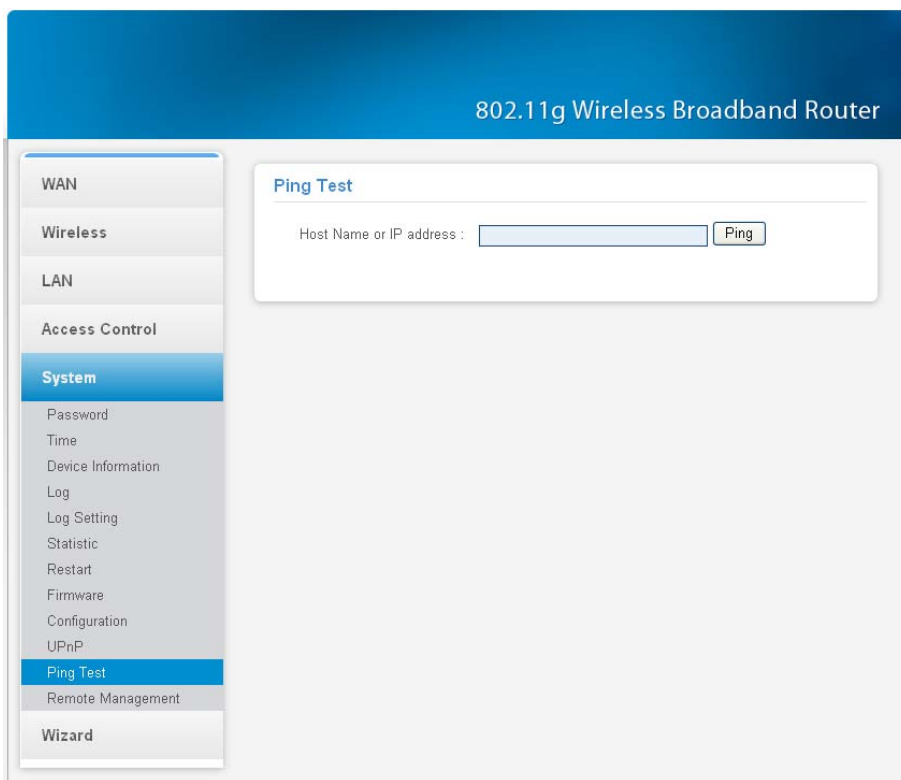 802.11g Wireless Broadband Router
WAN
Wireless
LAN
Access Control
System
Password
Time
Device Information
Log
Log Setting
Statistic
Restart
Firmware
Configuration
UPnP
Ping Test
Remote Management
Wizard
Ping Test
Host Name or IP address : Ping